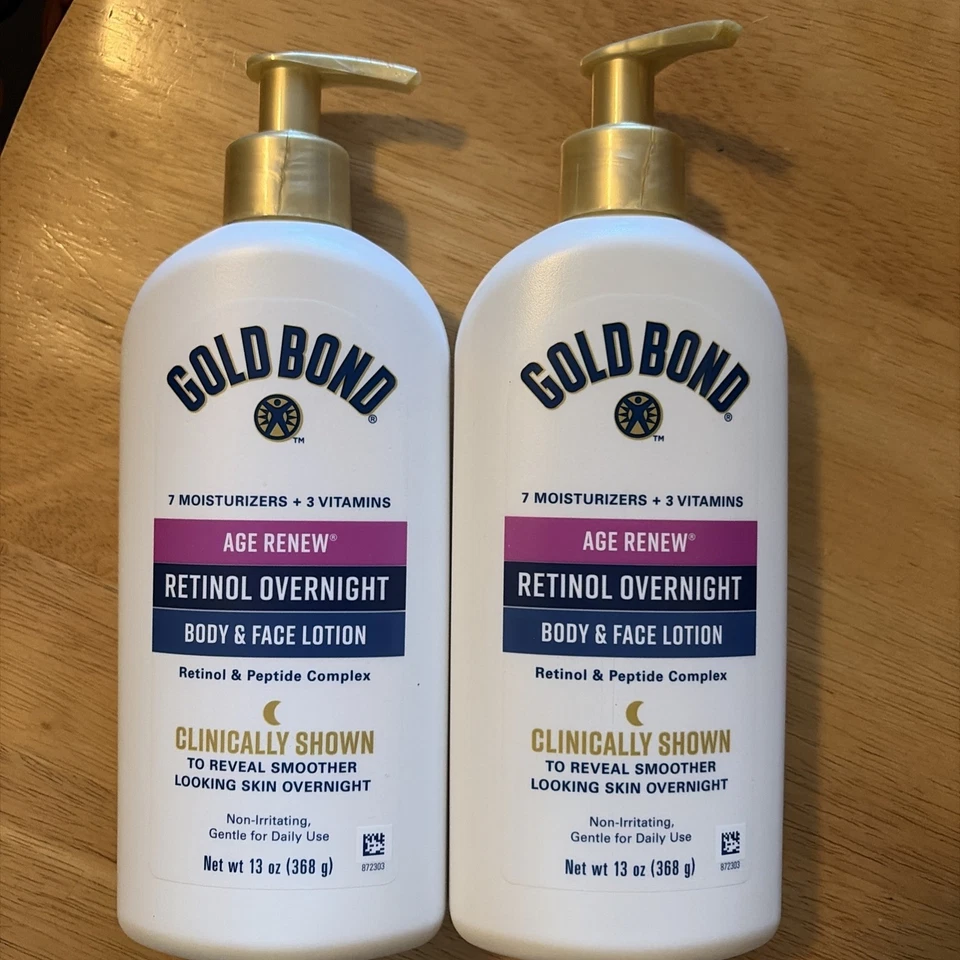 GOLD BOND®
TM
7 MOISTURIZERS + 3 VITAMINS
AGE RENEW®
RETINOL OVERNIGHT
BODY & FACE LOTION
Retinol & Peptide Complex
CLINICALLY SHOWN
TO REVEAL SMOOTHER
LOOKING SKIN OVERNIGHT
Non-Irritating,
Gentle for Daily Use
Net wt 13 oz (368 g)
872303
GOLD BOND®
TM
7 MOISTURIZERS + 3 VITAMINS
AGE RENEW®
RETINOL OVERNIGHT
BODY & FACE LOTION
Retinol & Peptide Complex
CLINICALLY SHOWN
TO REVEAL SMOOTHER
LOOKING SKIN OVERNIGHT
Non-Irritating,
Gentle for Daily Use
Net wt 13 oz (368 g)
872303